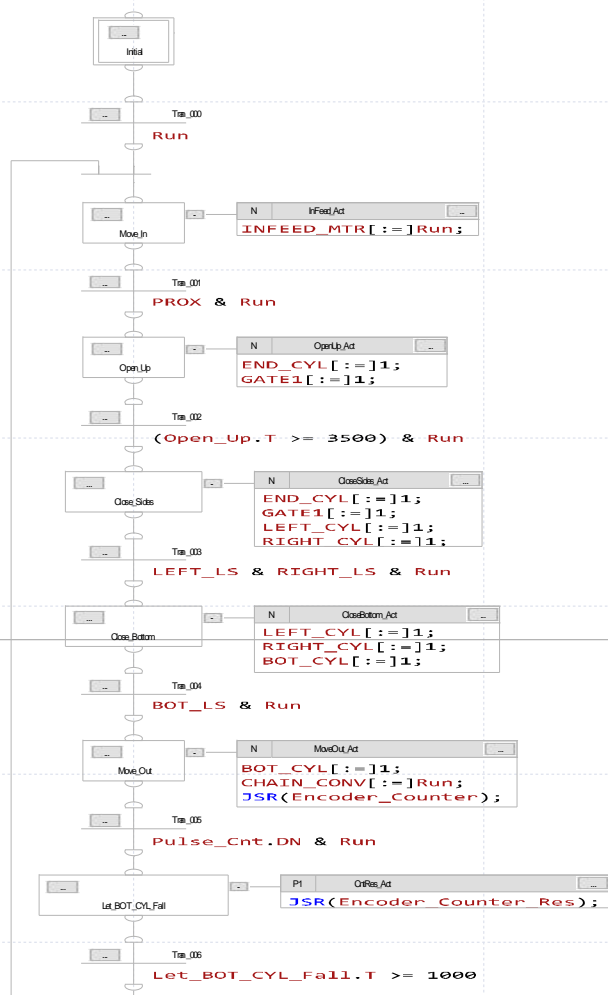 ...
Initial
...
Tran_000
Run
...
Move_In
-
N InFeed_Act ...
INFEED_MTR[:=]Run;
...
Tran_001
PROX & Run
...
Open_Up
-
N OpenUp_Act ...
END_CYL[:=]1;
GATE1[:=]1;
...
Tran_002
(Open_Up.T >= 3500) & Run
...
Close_Sides
-
N CloseSides_Act ...
END_CYL[:=]1;
GATE1[:=]1;
LEFT_CYL[:=]1;
RIGHT_CYL[:=]1;
...
Tran_003
LEFT_LS & RIGHT_LS & Run
...
Close_Bottom
-
N CloseBottom_Act ...
LEFT_CYL[:=]1;
RIGHT_CYL[:=]1;
BOT_CYL[:=]1;
...
Tran_004
BOT_LS & Run
...
Move_Out
-
N MoveOut_Act ...
BOT_CYL[:=]1;
CHAIN_CONV[:=]Run;
JSR(Encoder_Counter);
...
Tran_005
Pulse_Cnt.DN & Run
...
Let_BOT_CYL_Fall
-
P1 CntRes_Act ...
JSR(Encoder_Counter_Res);
...
Tran_006
Let_BOT_CYL_Fall.T >= 1000